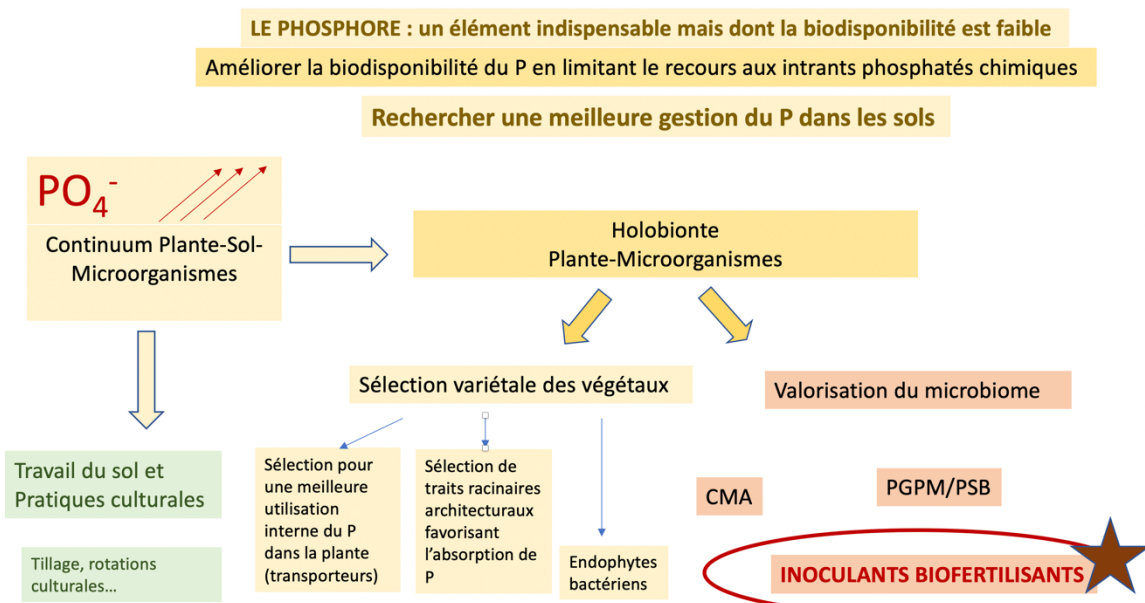 LE PHOSPHORE : un élément indispensable mais dont la biodisponibilité est faible
Améliorer la biodisponibilité du P en limitant le recours aux intrants phosphatés chimiques
Rechercher une meilleure gestion du P dans les sols
PO₄⁻
Continuum Plante-Sol-
Microorganismes
Holobionte
Plante-Microorganismes
Sélection variétale des végétaux
Valorisation du microbiome
Travail du sol et
Pratiques culturales
Tillage, rotations
culturales…
Sélection pour
une meilleure
utilisation
interne du P
dans la plante
(transporteurs)
Sélection de
traits racinaires
architecturaux
favorisant
l'absorption de
P
Endophytes
bactériens
CMA
PGPM/PSB
INOCULANTS BIOFERTILISANTS